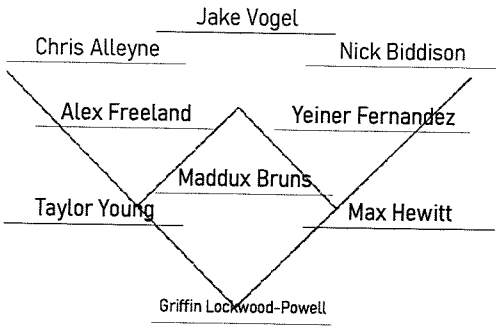 Jake Vogel
Chris Alleyne
Nick Biddison
Alex Freeland
Yeiner Fernandez
Maddux Bruns
Taylor Young
Max Hewitt
Griffin Lockwood-Powell